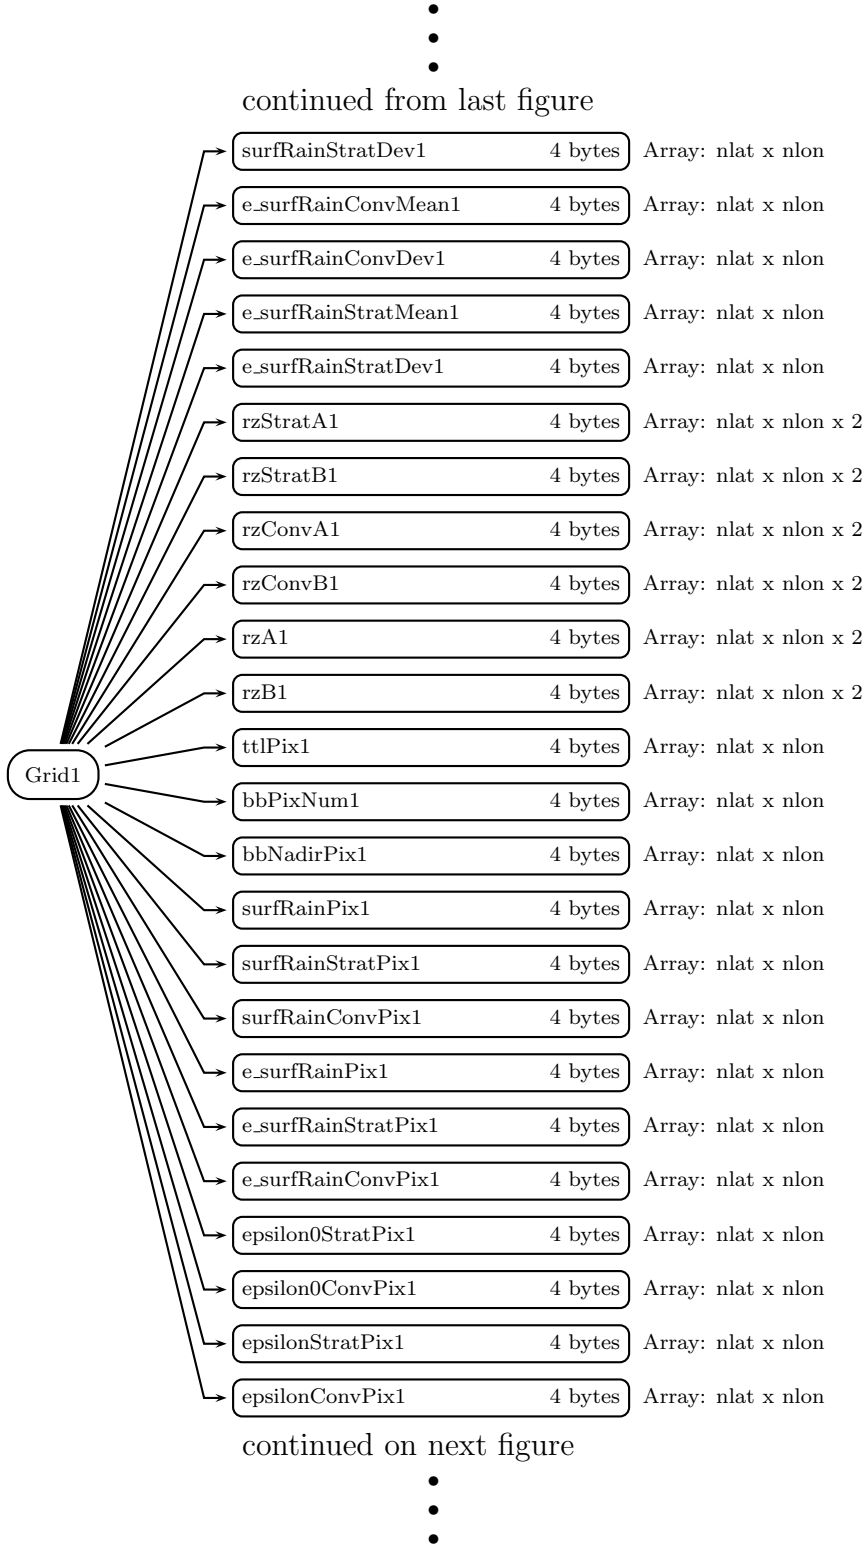 continued from last figure
surfRainStratDev1 4 bytes Array: nlat x nlon
e_surfRainConvMean1 4 bytes Array: nlat x nlon
e_surfRainConvDev1 4 bytes Array: nlat x nlon
e_surfRainStratMean1 4 bytes Array: nlat x nlon
e_surfRainStratDev1 4 bytes Array: nlat x nlon
rzStratA1 4 bytes Array: nlat x nlon x 2
rzStratB1 4 bytes Array: nlat x nlon x 2
rzConvA1 4 bytes Array: nlat x nlon x 2
rzConvB1 4 bytes Array: nlat x nlon x 2
rzA1 4 bytes Array: nlat x nlon x 2
rzB1 4 bytes Array: nlat x nlon x 2
ttlPix1 4 bytes Array: nlat x nlon
Grid1
bbPixNum1 4 bytes Array: nlat x nlon
bbNadirPix1 4 bytes Array: nlat x nlon
surfRainPix1 4 bytes Array: nlat x nlon
surfRainStratPix1 4 bytes Array: nlat x nlon
surfRainConvPix1 4 bytes Array: nlat x nlon
e_surfRainPix1 4 bytes Array: nlat x nlon
e_surfRainStratPix1 4 bytes Array: nlat x nlon
e_surfRainConvPix1 4 bytes Array: nlat x nlon
epsilon0StratPix1 4 bytes Array: nlat x nlon
epsilon0ConvPix1 4 bytes Array: nlat x nlon
epsilonStratPix1 4 bytes Array: nlat x nlon
epsilonConvPix1 4 bytes Array: nlat x nlon
continued on next figure